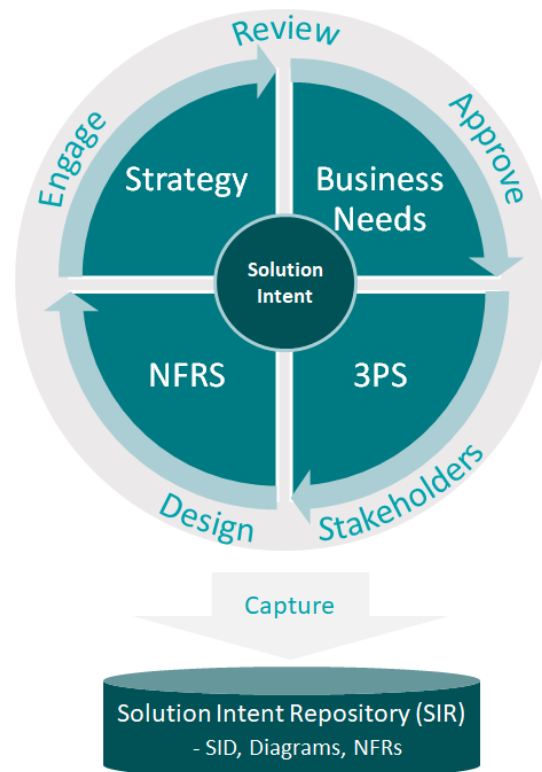 Review
Engage
Approve
Strategy
Business
Needs
Solution
Intent
NFRS
3PS
Design
Stakeholders
Capture
Solution Intent Repository (SIR)
- SID, Diagrams, NFRs